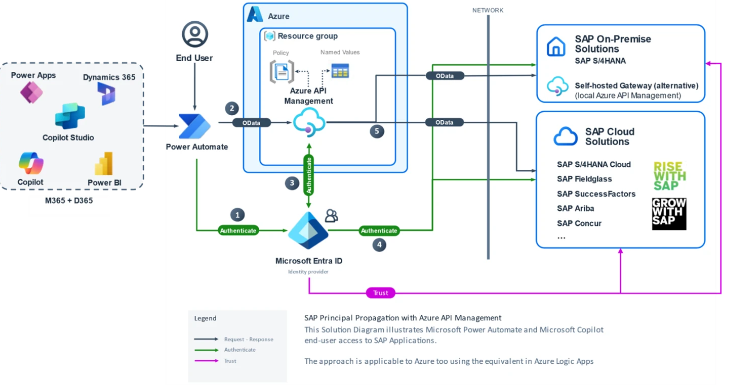 NETWORK
Azure
Resource group
Policy
Named Values
Azure API
Management
End User
Power Apps
Dynamics 365
Copilot Studio
Copilot
Power BI
M365 + D365
Power Automate
2
OData
5
OData
OData
3
Authenticate
1
Authenticate
4
Authenticate
Microsoft Entra ID
Identity provider
Trust
SAP On-Premise
Solutions
SAP S/4HANA
Self-hosted Gateway (alternative)
(local Azure API Management)
SAP Cloud
Solutions
SAP S/4HANA Cloud
SAP Fieldglass
SAP SuccessFactors
SAP Ariba
SAP Concur
...
RISE
WITH
SAP
GROW
WITH
SAP
Legend
Request - Response
Authenticate
Trust
SAP Principal Propagation with Azure API Management
This Solution Diagram illustrates Microsoft Power Automate and Microsoft Copilot
end-user access to SAP Applications.
The approach is applicable to Azure too using the equivalent in Azure Logic Apps